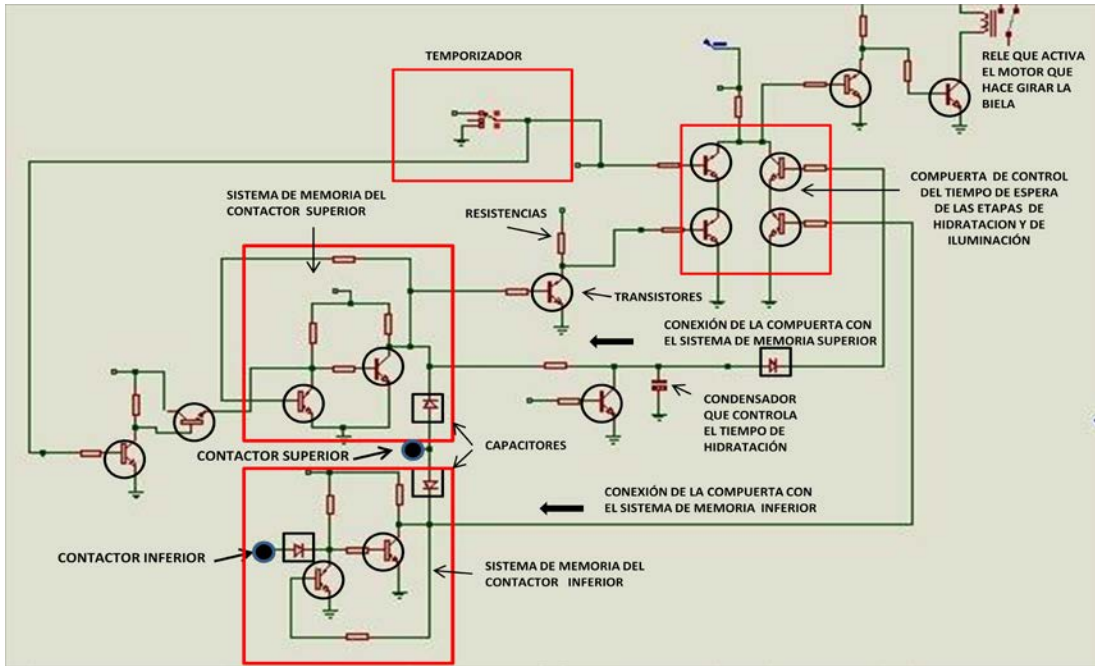 TEMPORIZADOR
RELE QUE ACTIVA
EL MOTOR QUE
HACE GIRAR LA
BIELA
SISTEMA DE MEMORIA DEL
CONTACTOR SUPERIOR
RESISTENCIAS
COMPUERTA DE CONTROL
DEL TIEMPO DE ESPERA
DE LAS ETAPAS DE
HIDRATACION Y DE
ILUMINACIÓN
TRANSISTORES
CONEXIÓN DE LA COMPUERTA CON
EL SISTEMA DE MEMORIA SUPERIOR
CONDENSADOR
QUE CONTROLA
EL TIEMPO DE
HIDRATACIÓN
CAPACITORES
CONTACTOR SUPERIOR
CONEXIÓN DE LA COMPUERTA CON
EL SISTEMA DE MEMORIA INFERIOR
CONTACTOR INFERIOR
SISTEMA DE MEMORIA DEL
CONTACTOR INFERIOR